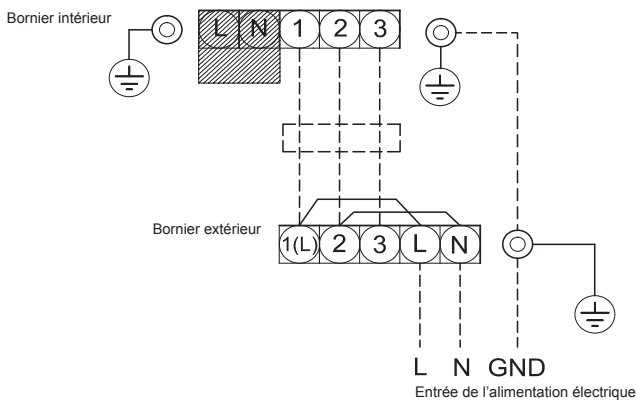 Bornier intérieur
L N 1 2 3
Bornier extérieur
1(L) 2 3 L N
L N GND
Entrée de l'alimentation électrique